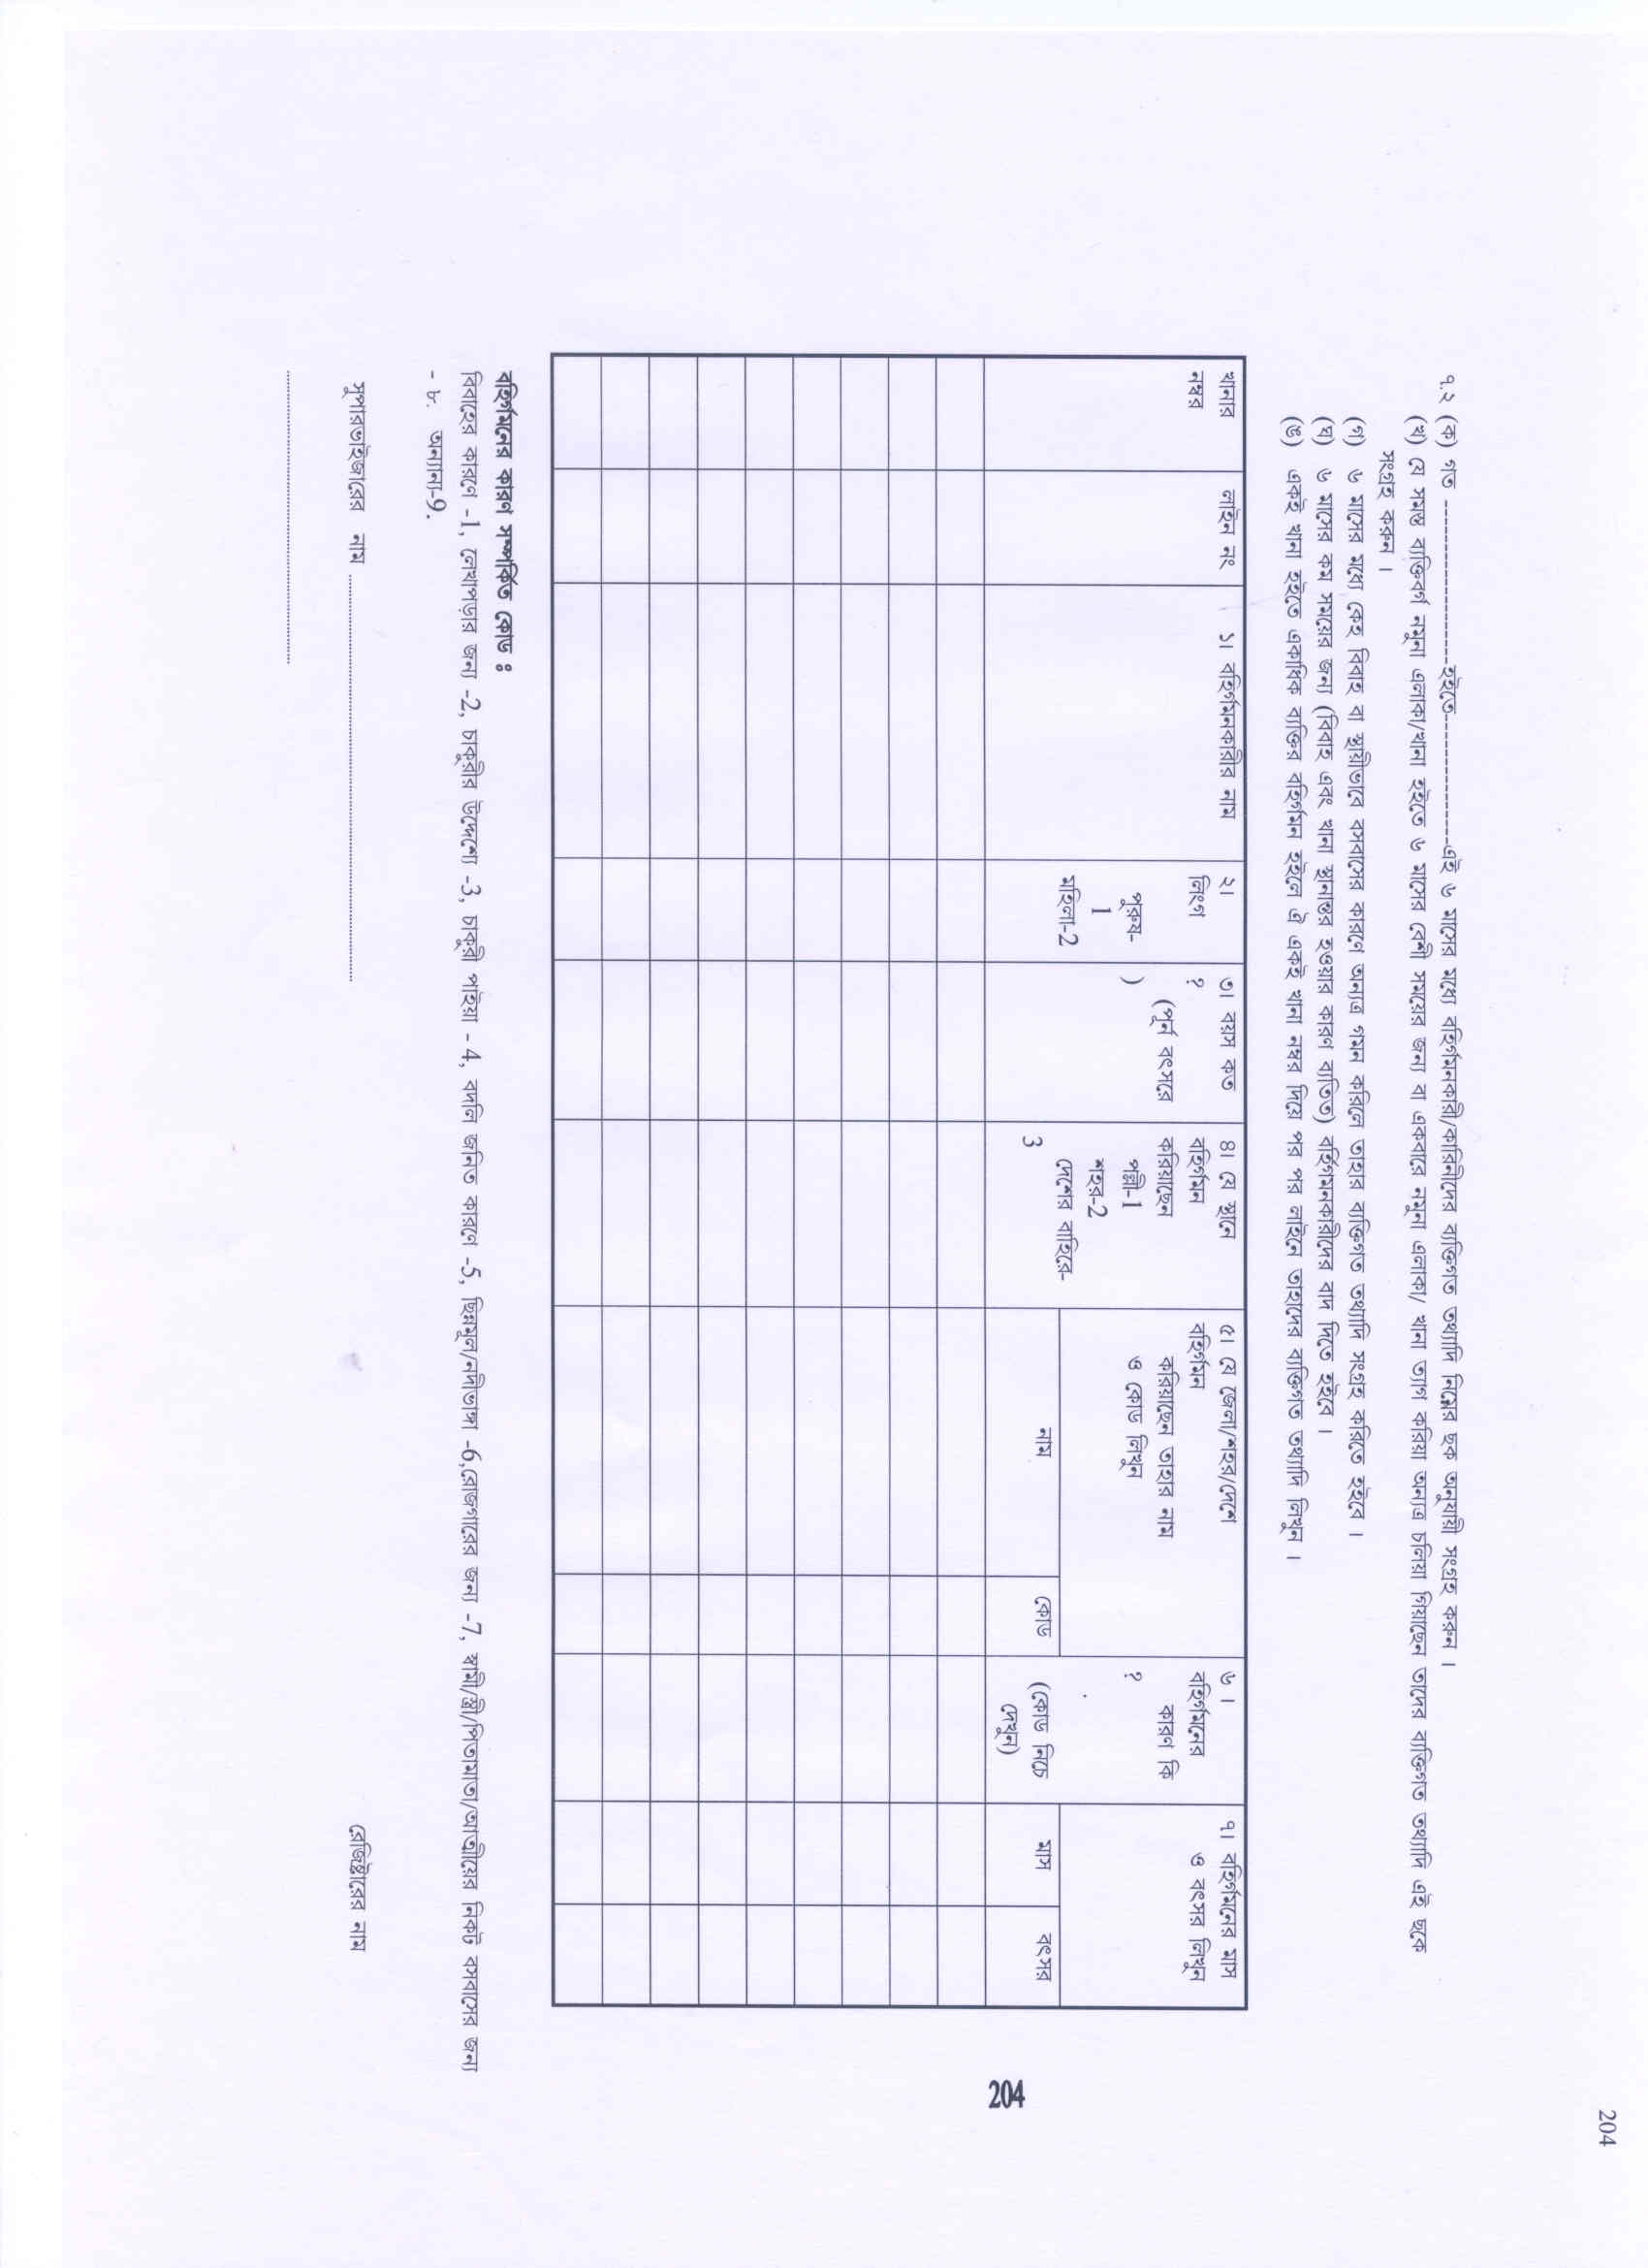 204
৭.২ (ক) গত --------------------হইতে----------------এই ৬ মাসের মধ্যে বহির্গমনকারী/কারিনীদের ব্যক্তিগত তথ্যাদি নিম্নের ছক অনুযায়ী সংগ্রহ করুন ।
(খ) যে সমস্ত ব্যক্তিবর্গ নমুনা এলাকা/খানা হইতে ৬ মাসের বেশী সময়ের জন্য বা একবারে নমুনা এলাকা/ খানা ত্যাগ করিয়া অন্যত্র চলিয়া গিয়াছেন তাদের ব্যক্তিগত তথ্যাদি এই ছকে
সংগ্রহ করুন ।
(গ) ৬ মাসের মধ্যে কেহ বিবাহ বা স্থায়ীভাবে বসবাসের কারণে অন্যত্র গমন করিলে তাহার ব্যক্তিগত তথ্যাদি সংগ্রহ করিতে হইবে ।
(ঘ) ৬ মাসের কম সময়ের জন্য (বিবাহ এবং খানা স্থানান্তর হওয়ার কারণ ব্যতিত) বর্হিগমনকারীদের বাদ দিতে হইবে ।
(ঙ) একই খানা হইতে একাধিক ব্যক্তির বহির্গমন হইলে ঐ একই খানা নম্বর দিয়ে পর পর লাইনে তাহাদের ব্যক্তিগত তথ্যাদি লিখুন ।
খানার
নম্বর
লাইন নং
১। বহির্গমনকারীর নাম
২।
লিংগ
পুরুষ-
1
মহিলা-2
৩। বয়স কত
?
(পূর্ন বৎসরে
)
৪। যে স্থানে
বহির্গমন
করিয়াছেন
পল্লী-1
শহর-2
দেশের বাহিরে-
3
৫। যে জেলা/শহর/দেশে
বহির্গমন
করিয়াছেন তাহার নাম
ও কোড লিখুন
নাম
কোড
৬ ।
বহির্গমনের
কারণ কি
?
(কোড নিচে
দেখুন)
৭। বহির্গমনের মাস
ও বৎসর লিখুন
মাস
বৎসর
বহির্গমনের কারণ সম্পর্কিত কোড ঃ
বিবাহের কারণে -1, লেখাপড়ার জন্য -2, চাকুরীর উদ্দেশ্যে -3, চাকুরী পাইয়া - 4, বদলি জনিত কারণে -5, ছিন্নমূল/নদীভাঙ্গা -6,রোজগারের জন্য -7, স্বামী/স্ত্রী/পিতামাতা/আত্মীয়ের নিকট বসবাসের জন্য
- ৮. অন্যান্য-9.
সুপারভাইজারের নাম ........................................................ রেজিষ্ট্রারের নাম
........................................
204